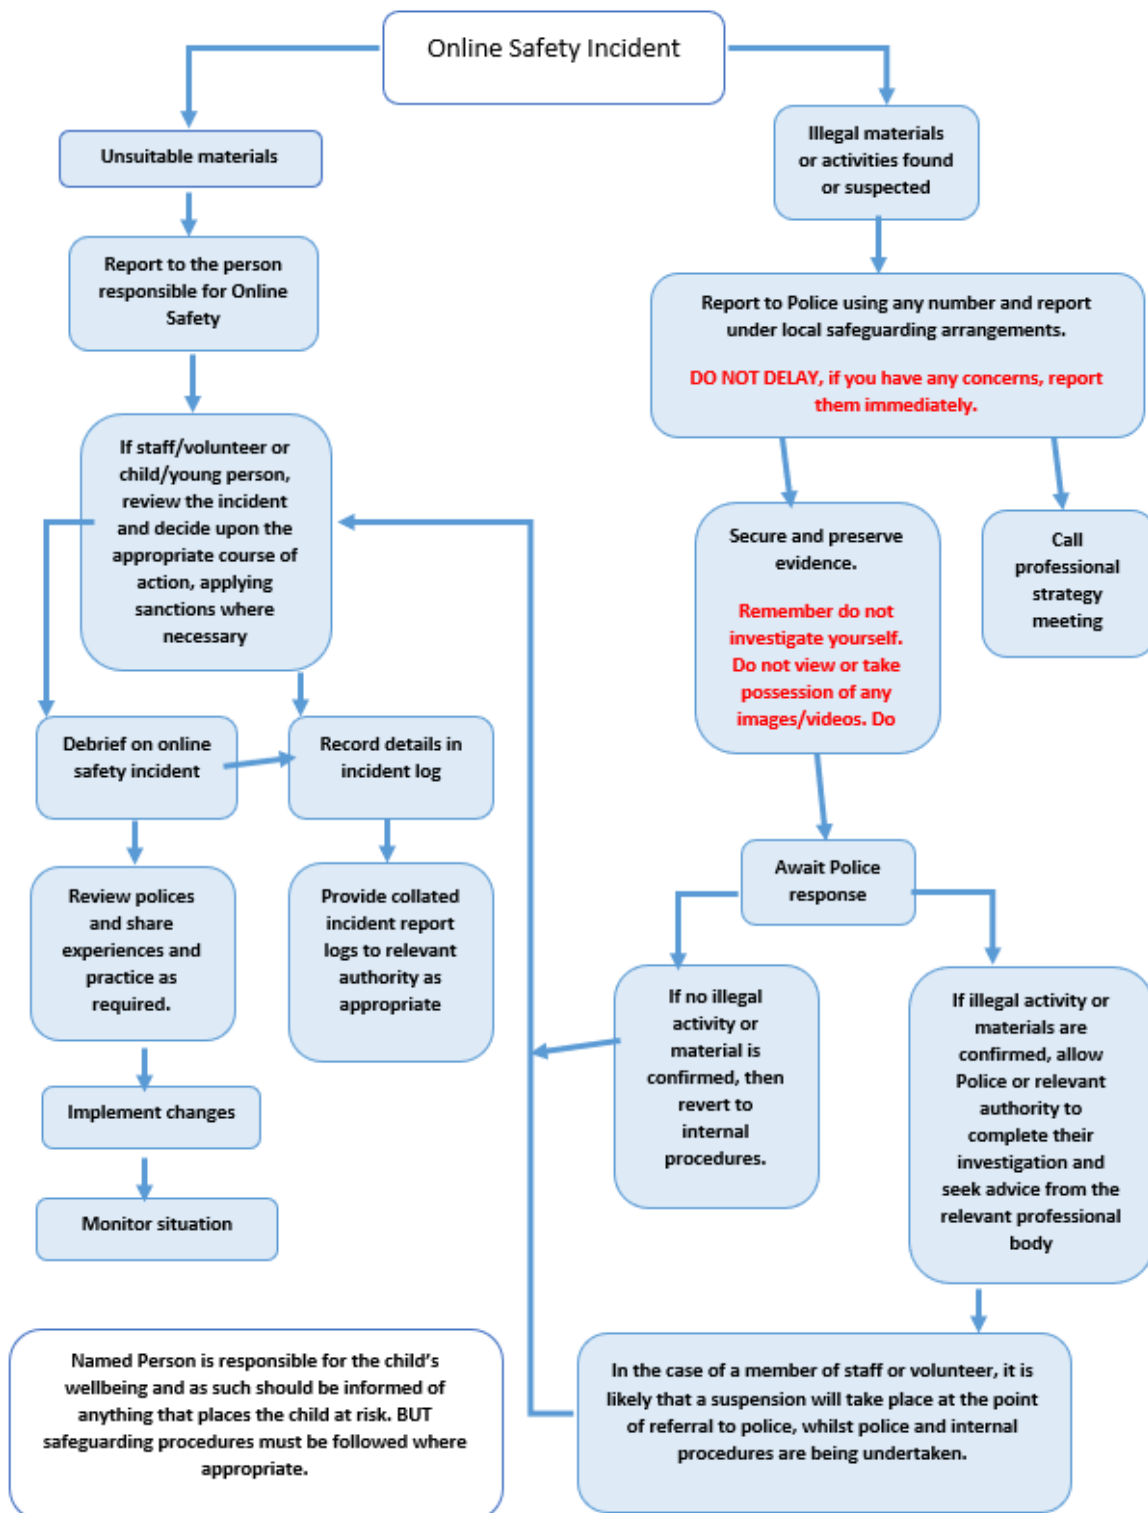 Online Safety Incident
Unsuitable materials
Report to the person
responsible for Online
Safety
If staff/volunteer or
child/young person,
review the incident
and decide upon the
appropriate course of
action, applying
sanctions where
necessary
Debrief on online
safety incident
Record details in
incident log
Review polices
and share
experiences and
practice as
required.
Provide collated
incident report
logs to relevant
authority as
appropriate
Implement changes
Monitor situation
Named Person is responsible for the child's
wellbeing and as such should be informed of
anything that places the child at risk. BUT
safeguarding procedures must be followed where
appropriate.
Illegal materials
or activities found
or suspected
Report to Police using any number and report
under local safeguarding arrangements.
DO NOT DELAY, if you have any concerns, report
them immediately.
Secure and preserve
evidence.
Remember do not
investigate yourself.
Do not view or take
possession of any
images/videos. Do
Call
professional
strategy
meeting
Await Police
response
If no illegal
activity or
material is
confirmed, then
revert to
internal
procedures.
If illegal activity or
materials are
confirmed, allow
Police or relevant
authority to
complete their
investigation and
seek advice from the
relevant professional
body
In the case of a member of staff or volunteer, it is
likely that a suspension will take place at the point
of referral to police, whilst police and internal
procedures are being undertaken.